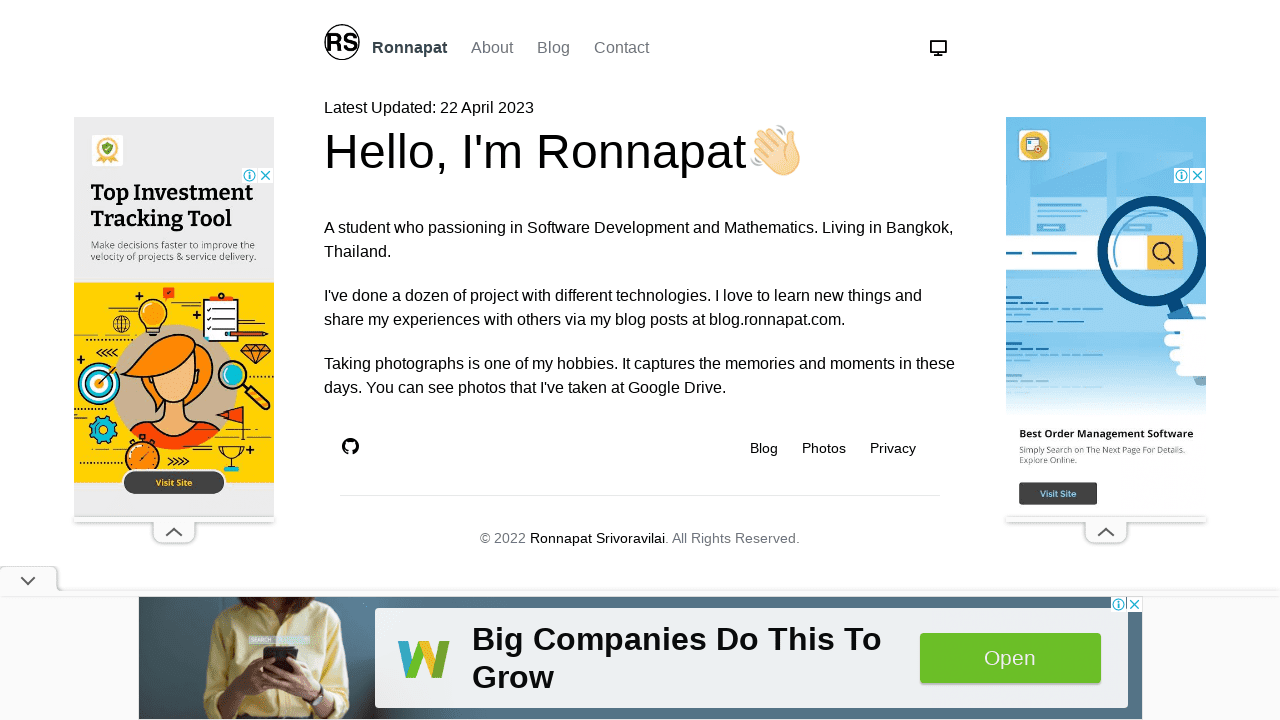 RS
Ronnapat About Blog Contact
Latest Updated: 22 April 2023
Hello, I'm Ronnapat
A student who passioning in Software Development and Mathematics. Living in Bangkok,
Thailand.
I've done a dozen of project with different technologies. I love to learn new things and
share my experiences with others via my blog posts at blog.ronnapat.com.
Taking photographs is one of my hobbies. It captures the memories and moments in these
days. You can see photos that I've taken at Google Drive.
Blog Photos Privacy
© 2022 Ronnapat Srivoravilai. All Rights Reserved.
Top Investment
Tracking Tool
Make decisions faster to improve the
velocity of projects & service delivery.
Visit Site
Best Order Management Software
Simply Search on The Next Page For Details.
Explore Online.
Visit Site
SEARCH
Big Companies Do This To
Grow
Open